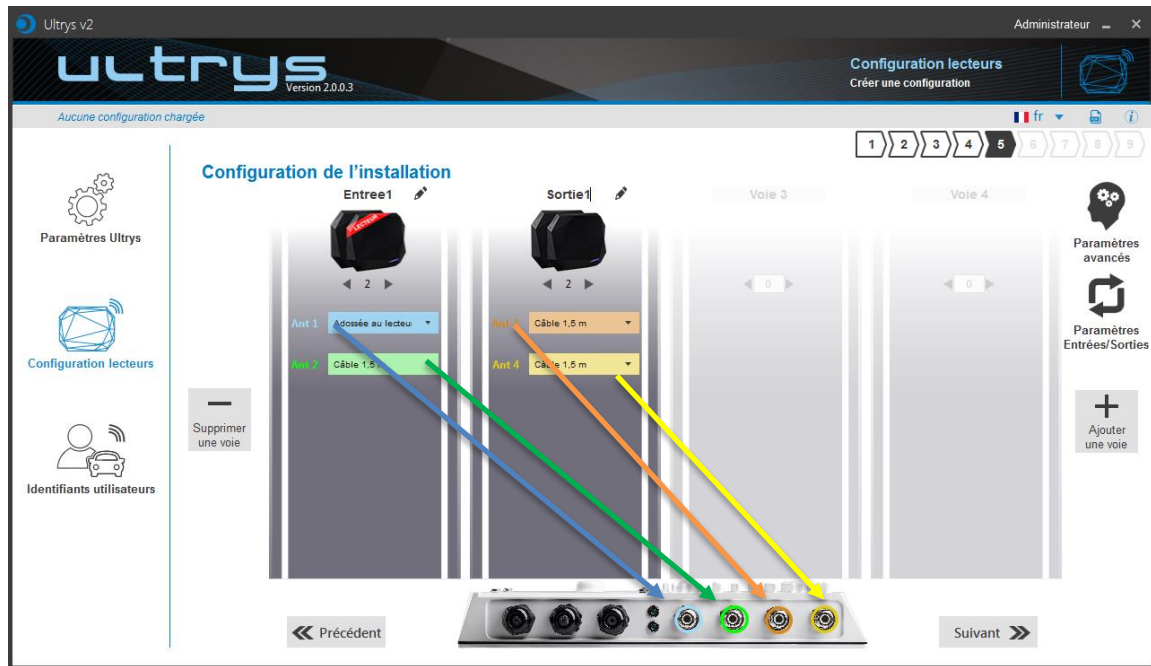 Ultrys v2
Administrateur
ultrys
Version 2.0.0.3
Configuration lecteurs
Créer une configuration
Aucune configuration chargée
fr
1 2 3 4 5 6 7 8 9
Configuration de l'installation
Entree1
Sortie1
Voie 3
Voie 4
LECTEUR
Paramètres Ultrys
Paramètres
avancés
2
2
0
0
Ant 1
Adossée au lecteu
Câble 1,5 m
Paramètres
Entrées/Sorties
Configuration lecteurs
Ant 2
Câble 1,5
Ant 4
Câble 1,5 m
Supprimer
une voie
Ajouter
une voie
Identifiants utilisateurs
Précédent
Suivant